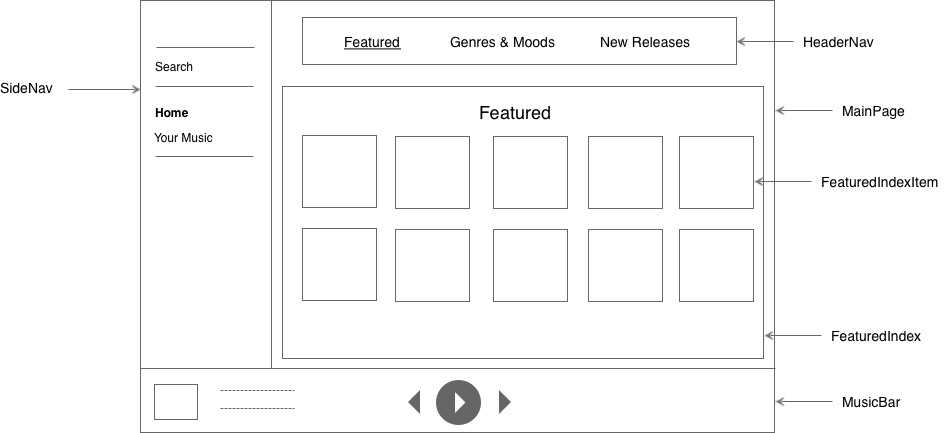 Featured
Genres & Moods
New Releases
HeaderNav
Search
SideNav
Home
Your Music
Featured
MainPage
FeaturedIndexItem
FeaturedIndex
MusicBar